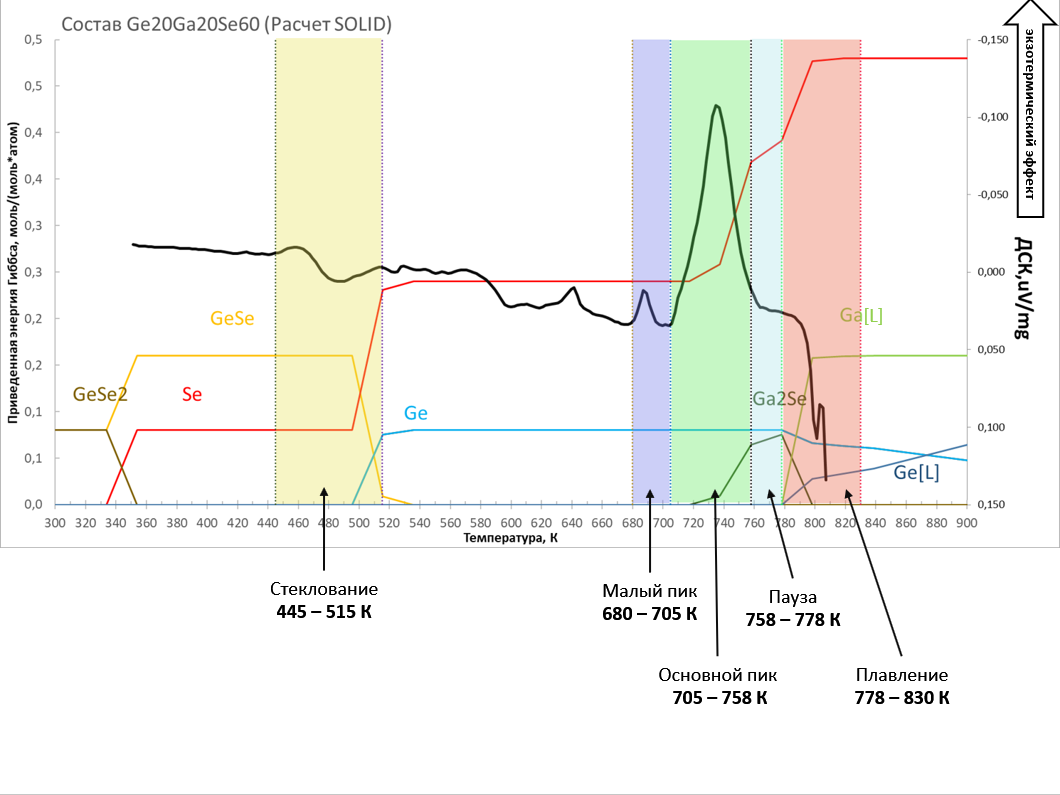 Состав Ge20Ga20Se60 (Расчет SOLID)
экзотермический эффект
Приведенная энергия Гиббса, моль/(моль*атом)
0,5
0,5
0,4
0,4
0,3
0,3
0,2
0,2
0,1
0,1
0,0
-0,150
-0,100
-0,050
0,000
0,050
0,100
0,150
ДСК,uV/mg
GeSe
GeSe2
Se
Ge
Ga[L]
Ga2Se
Ge[L]
300 320 340 360 380 400 420 440 460 480 500 520 540 560 580 600 620 640 660 680 700 720 740 760 780 800 820 840 860 880 900
Температура, К
Стеклование
445 – 515 К
Малый пик
680 – 705 К
Пауза
758 – 778 К
Основной пик
705 – 758 К
Плавление
778 – 830 К